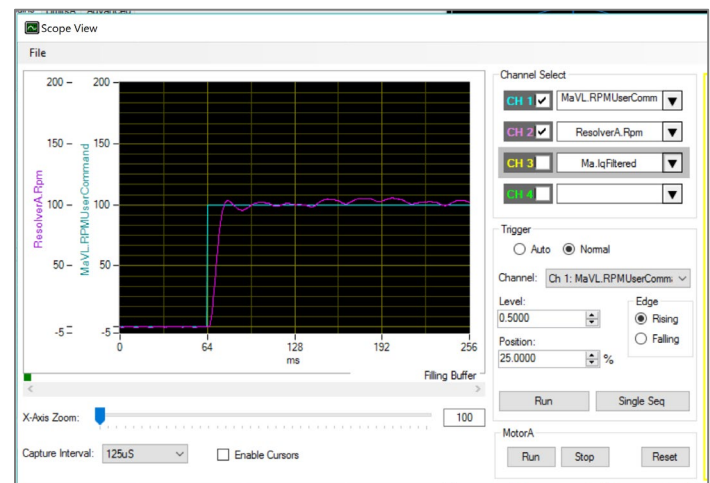 Scope View
File
200 200
150 150
100 100
50 50
-5 -5
ResolverA.Rpm
MaVL.RPMUserCommand
0 64 128 192 256
ms
Filling Buffer
X-Axis Zoom: 100
Capture Interval: 125uS Enable Cursors
Channel Select
CH 1 MaVL.RPMUserComm
CH 2 ResolverA.Rpm
CH 3 Ma.IqFiltered
CH 4
Trigger
Auto Normal
Channel: Ch 1: MaVL.RPMUserComm
Level: Edge
0.5000 Rising
Position: Falling
25.0000 %
Run Single Seq
MotorA
Run Stop Reset